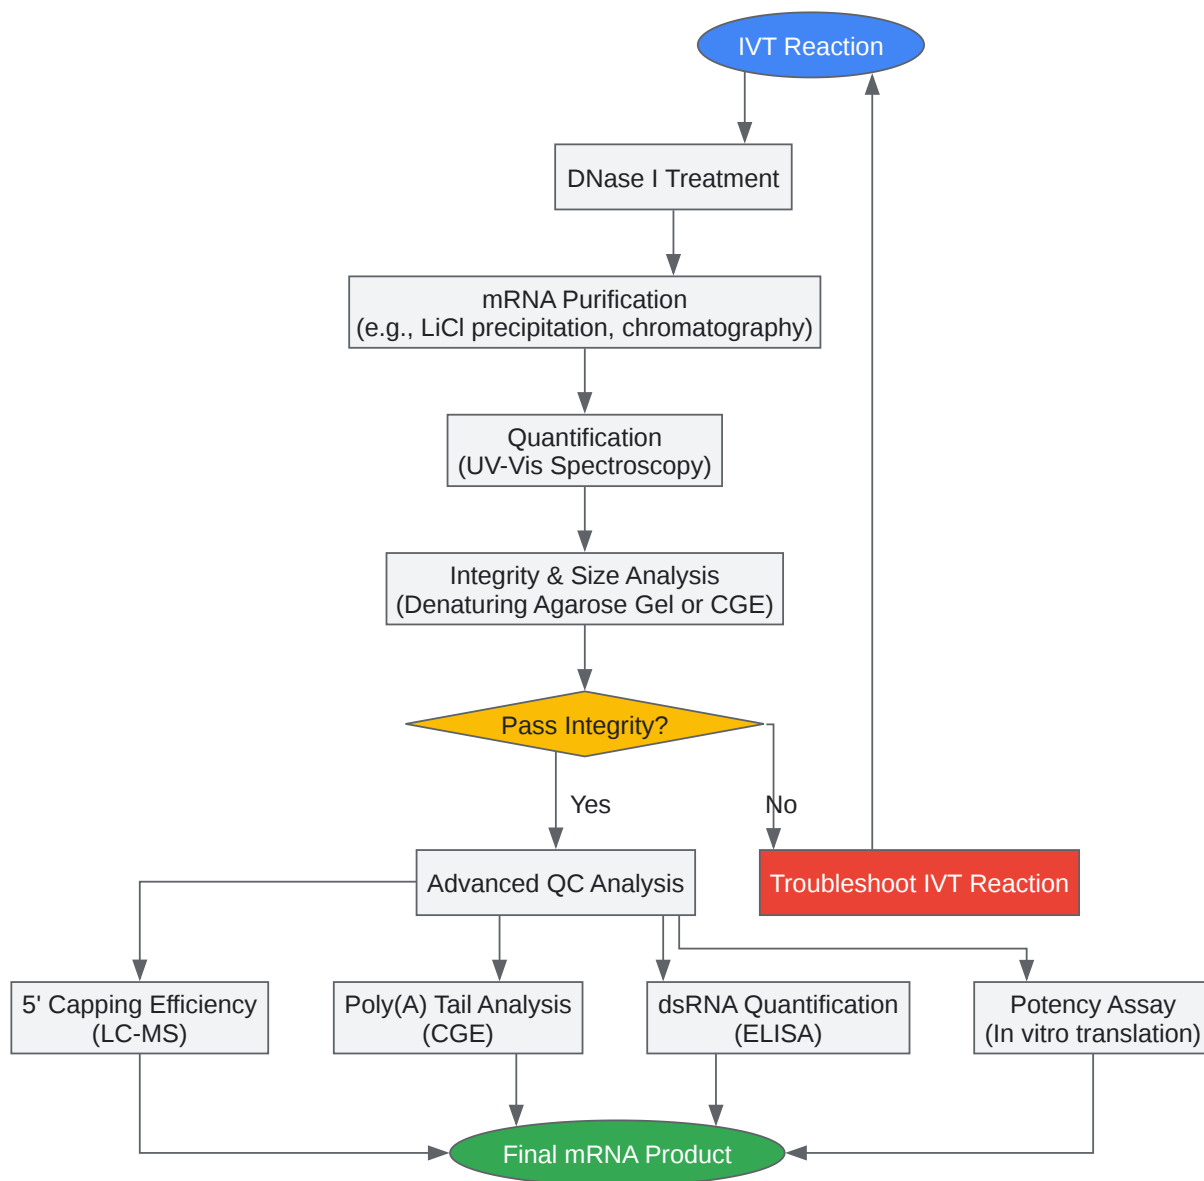 IVT Reaction
DNase I Treatment
mRNA Purification
(e.g., LiCl precipitation, chromatography)
Quantification
(UV-Vis Spectroscopy)
Integrity & Size Analysis
(Denaturing Agarose Gel or CGE)
Pass Integrity?
Yes
No
Advanced QC Analysis
Troubleshoot IVT Reaction
5' Capping Efficiency
(LC-MS)
Poly(A) Tail Analysis
(CGE)
dsRNA Quantification
(ELISA)
Potency Assay
(In vitro translation)
Final mRNA Product